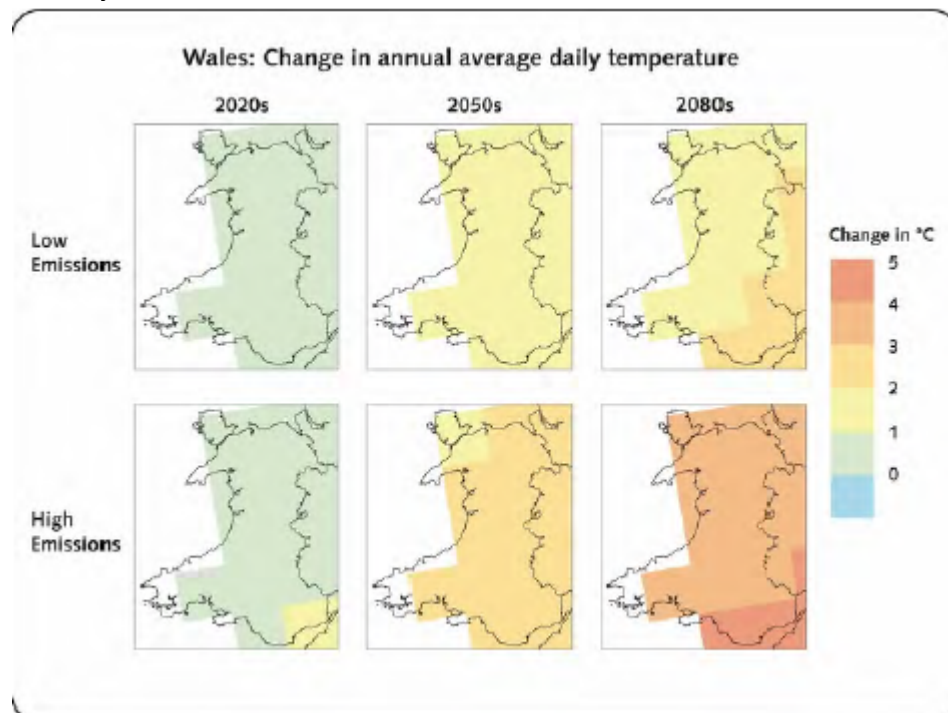 Wales: Change in annual average daily temperature
2020s 2050s 2080s
Low
Emissions
Change in °C
5
4
3
2
1
0
High
Emissions